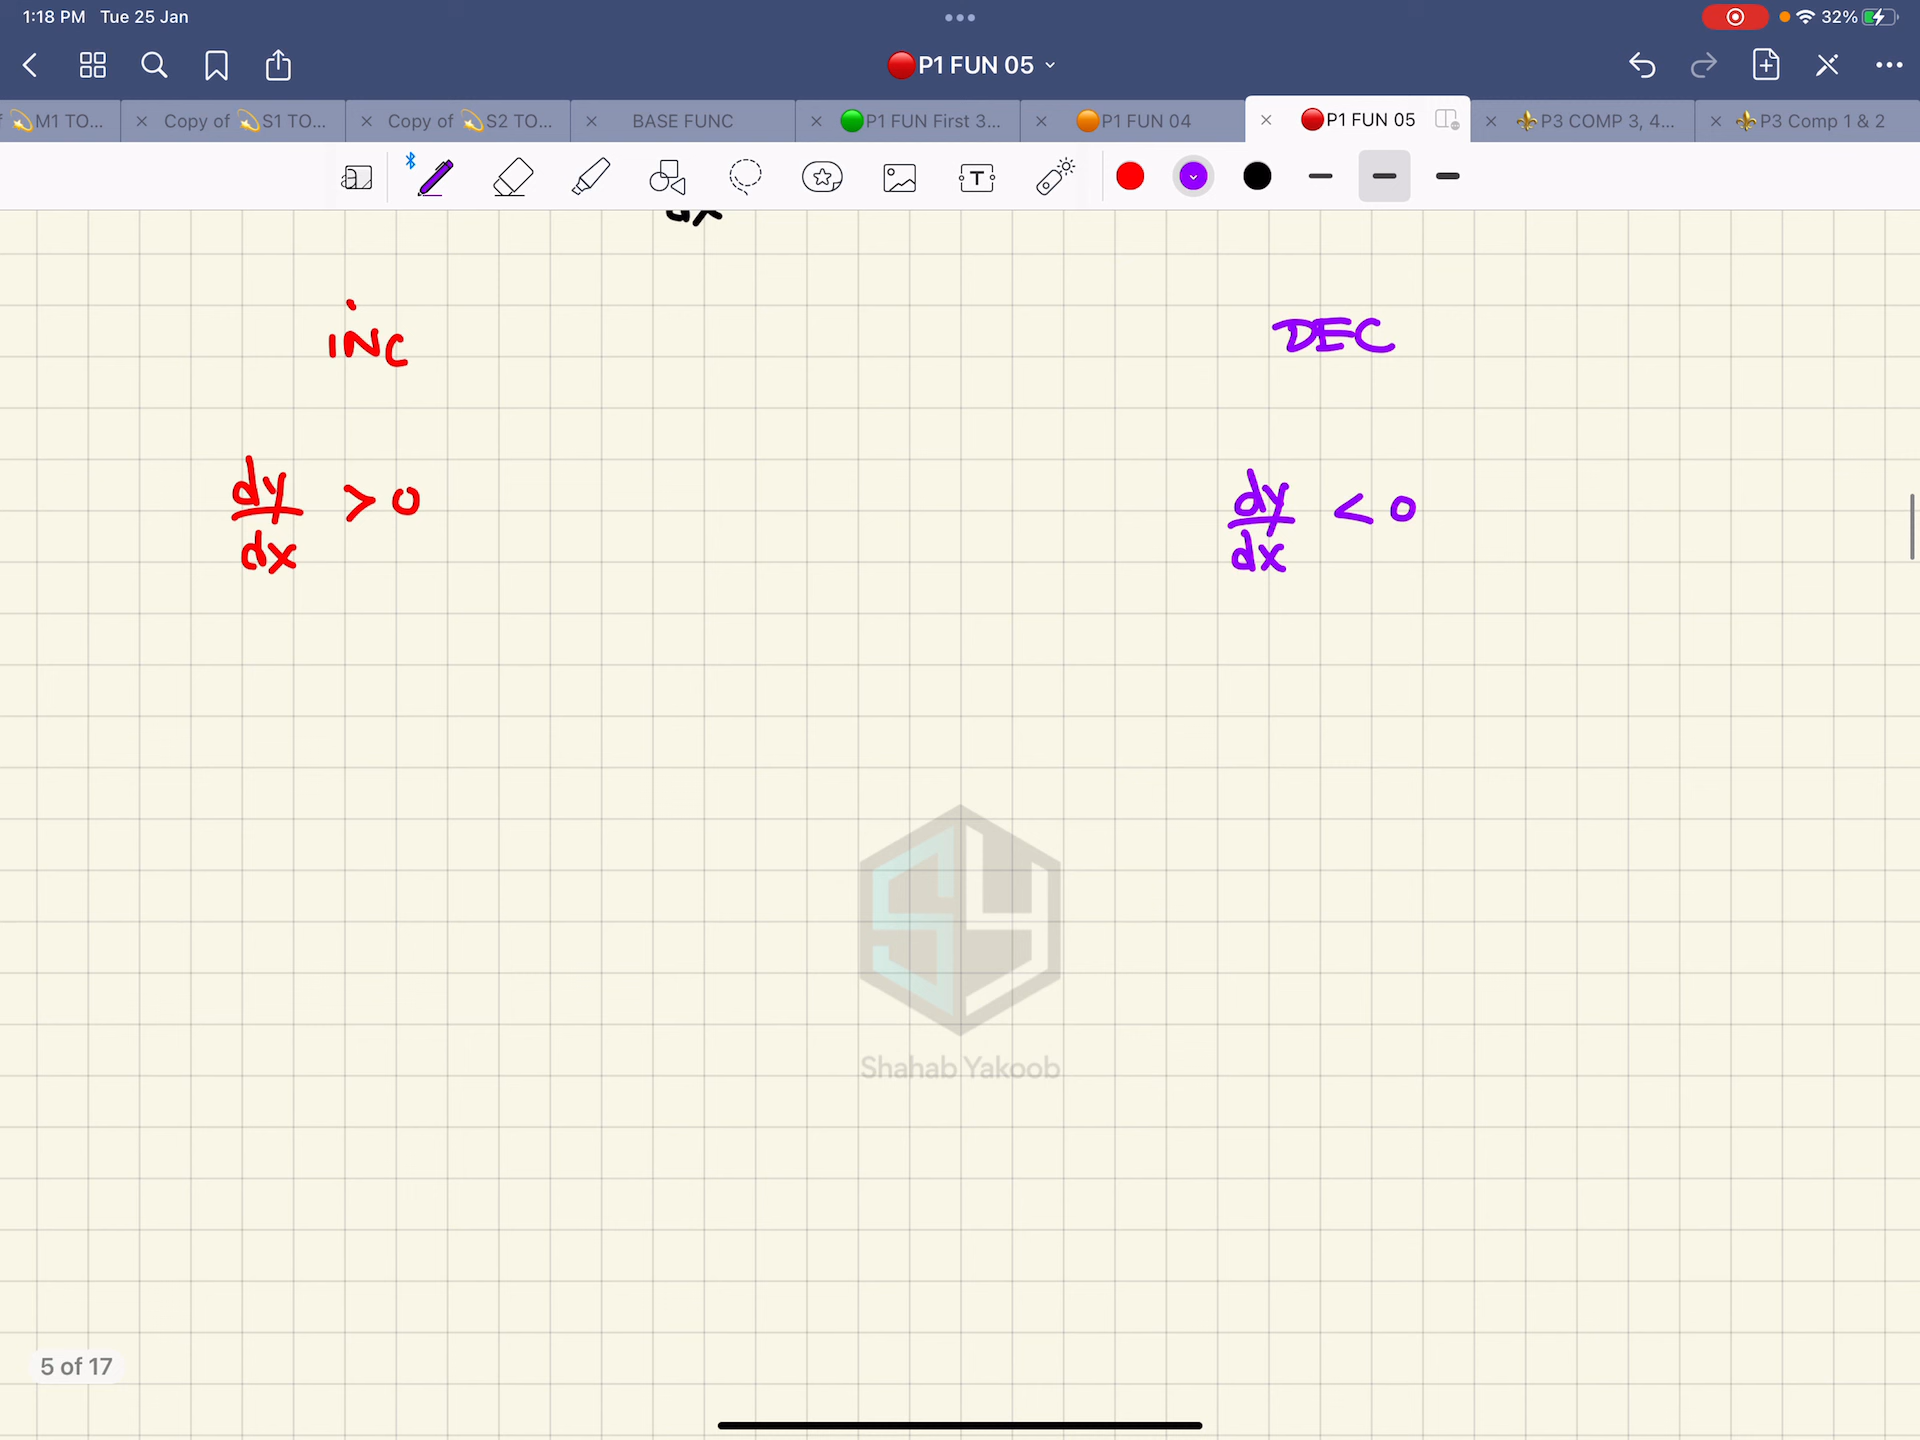 1:18 PM Tue 25 Jan
32%
P1 FUN 05
M1 TO...
Copy of S1 TO...
Copy of S2 TO...
BASE FUNC
P1 FUN First 3...
P1 FUN 04
P1 FUN 05
P3 COMP 3, 4...
P3 Comp 1 & 2
dx
INC
DEC
dy/dx > 0
dy/dx < 0
SY
Shahab Yakoob
5 of 17